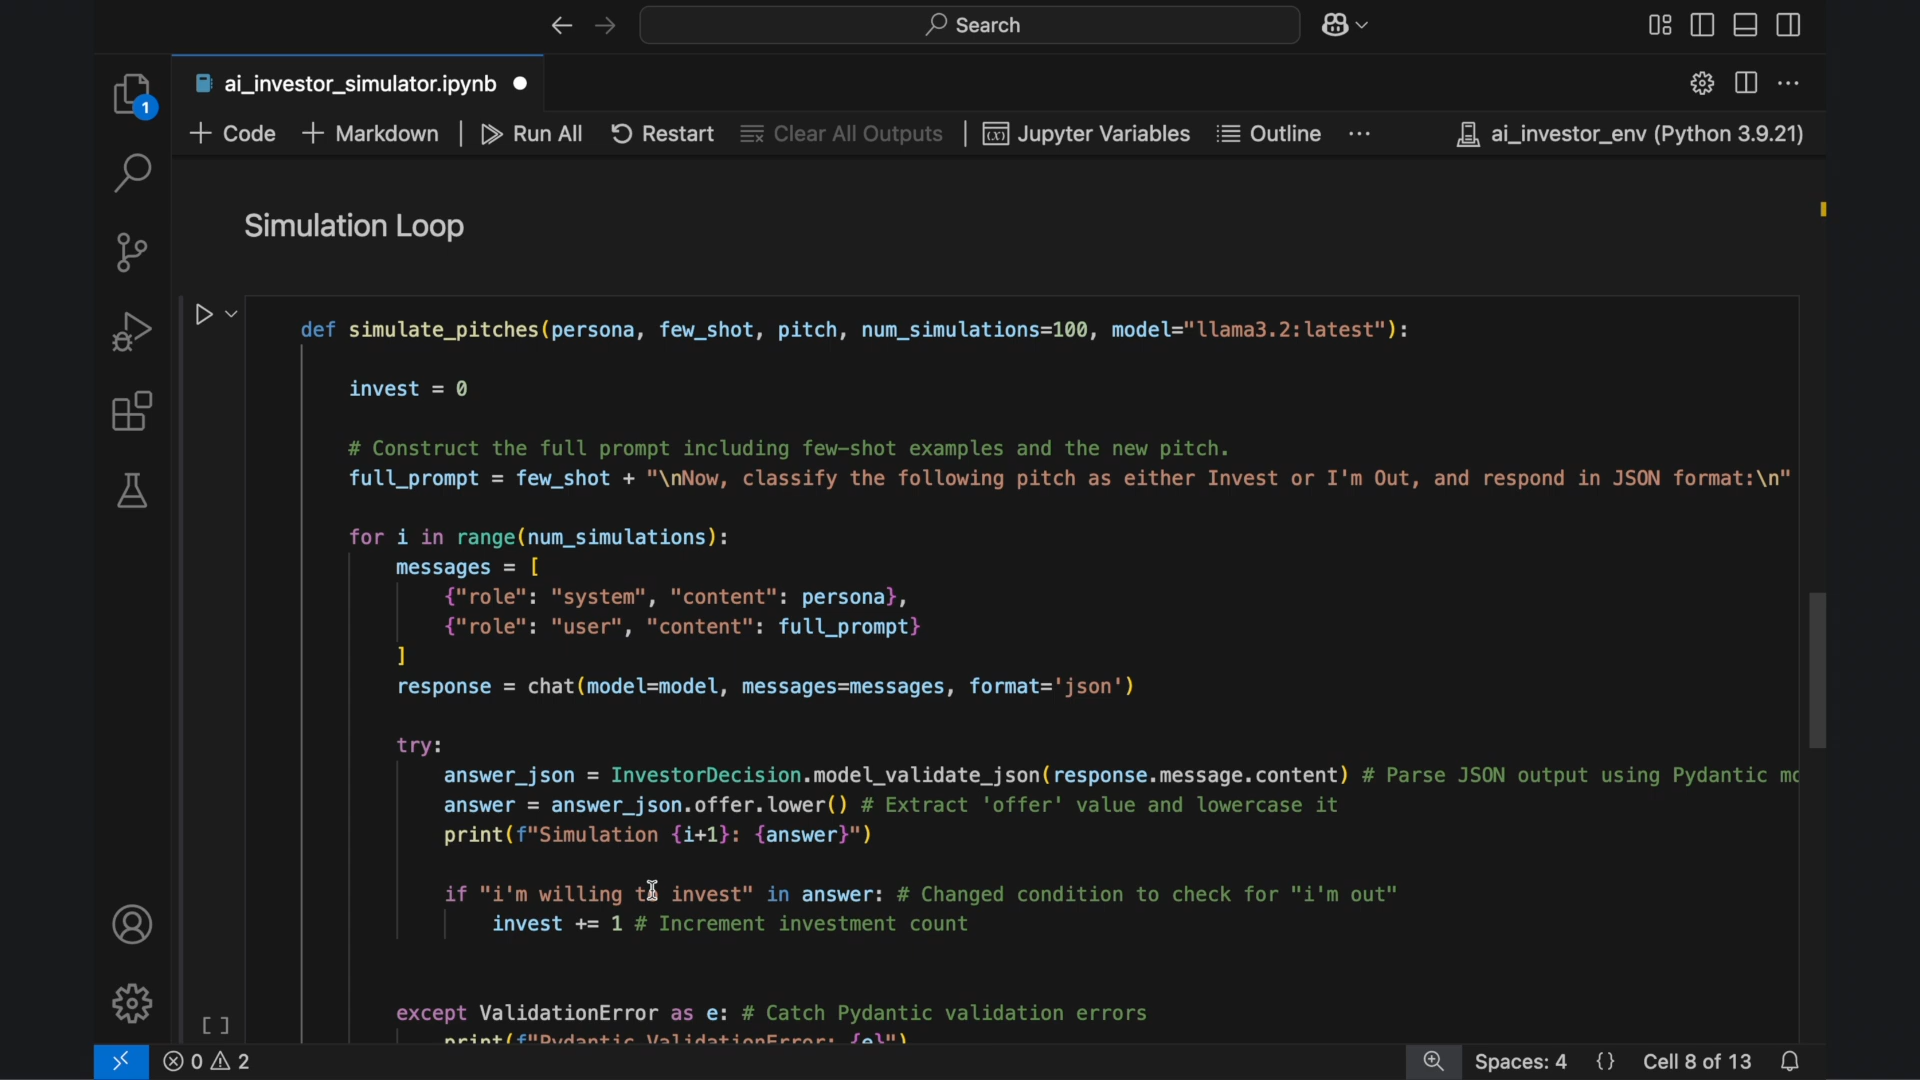 Search
ai_investor_simulator.ipynb
1
Code
Markdown
Run All
Restart
Clear All Outputs
Jupyter Variables
Outline
ai_investor_env (Python 3.9.21)
Simulation Loop
def simulate_pitches(persona, few_shot, pitch, num_simulations=100, model="llama3.2:latest"):
invest = 0
# Construct the full prompt including few-shot examples and the new pitch.
full_prompt = few_shot + "\nNow, classify the following pitch as either Invest or I'm Out, and respond in JSON format:\n"
for i in range(num_simulations):
messages = [
{"role": "system", "content": persona},
{"role": "user", "content": full_prompt}
]
response = chat(model=model, messages=messages, format='json')
try:
answer_json = InvestorDecision.model_validate_json(response.message.content) # Parse JSON output using Pydantic mo
answer = answer_json.offer.lower() # Extract 'offer' value and lowercase it
print(f"Simulation {i+1}: {answer}")
if "i'm willing to invest" in answer: # Changed condition to check for "i'm out"
invest += 1 # Increment investment count
except ValidationError as e: # Catch Pydantic validation errors
print(f"Pydantic ValidationError: {e}")
[ ]
0 2
Spaces: 4
{}
Cell 8 of 13